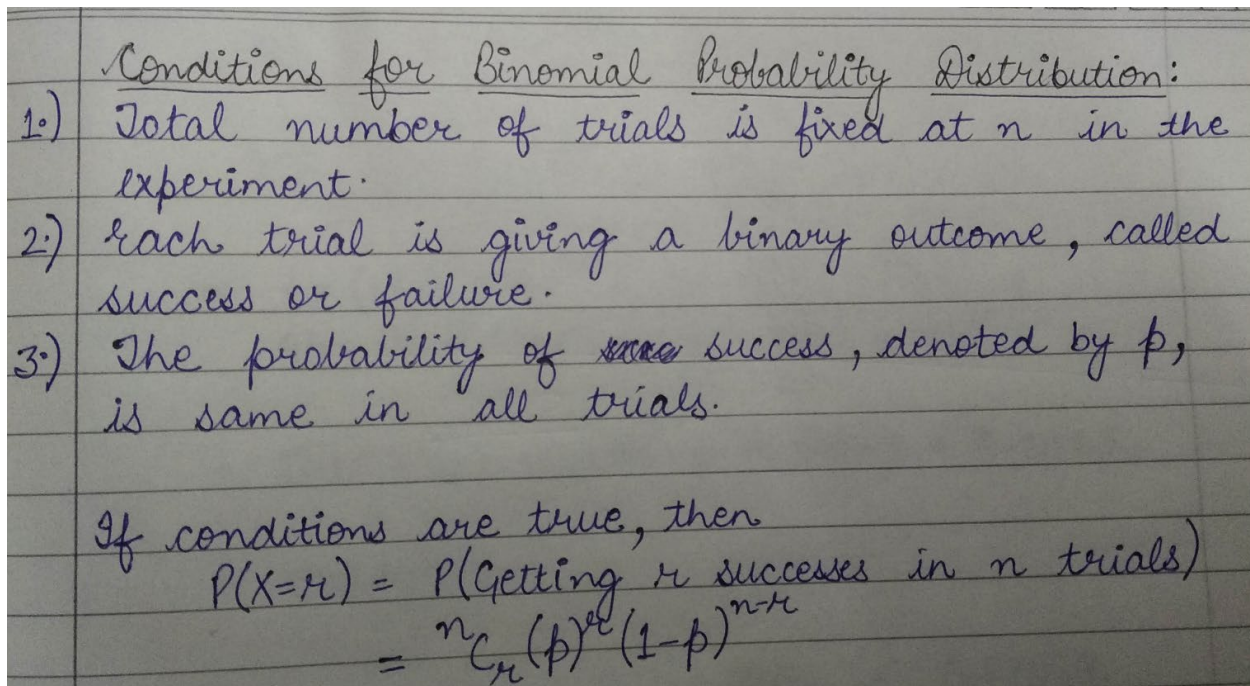 Conditions for Binomial Probability Distribution:
1.) Total number of trials is fixed at n in the
experiment.
2.) Each trial is giving a binary outcome, called
success or failure.
3.) The probability of success, denoted by p,
is same in all trials.
If conditions are true, then
P(X=r) = P(Getting r successes in n trials)
= ⁿCᵣ (p)ʳ (1-p)ⁿ⁻ʳ